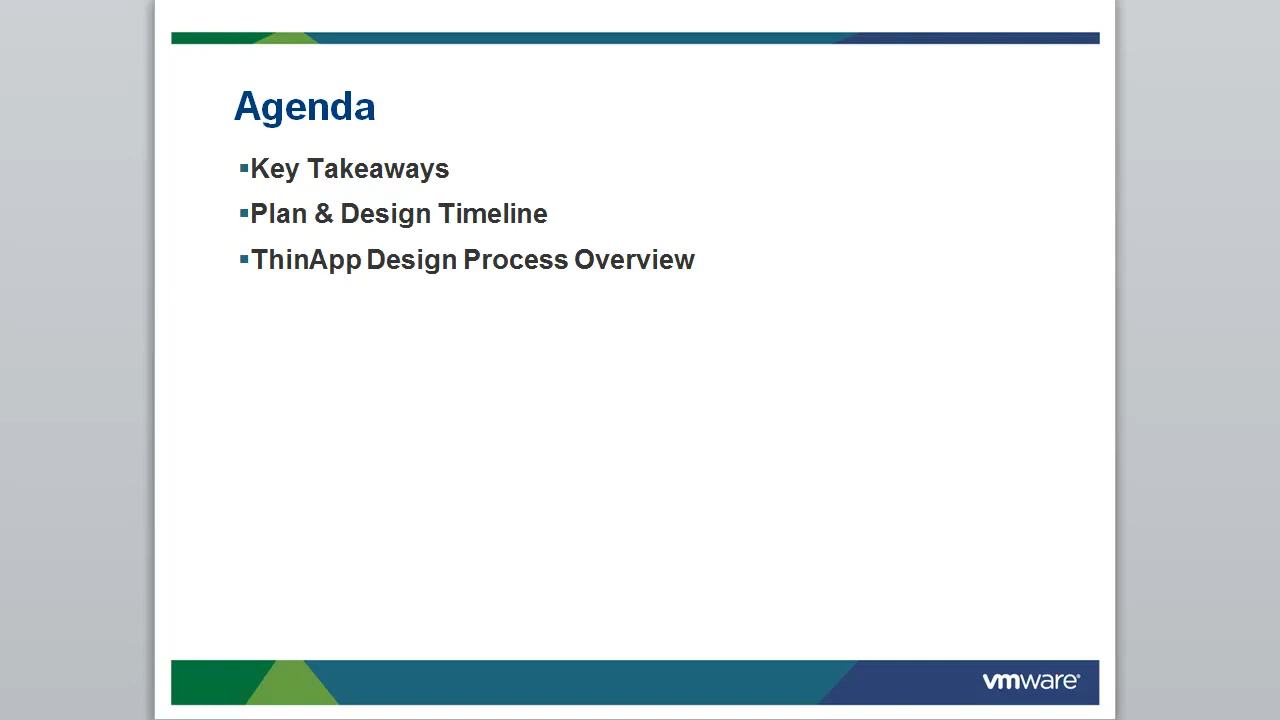 Agenda
▪Key Takeaways
▪Plan & Design Timeline
▪ThinApp Design Process Overview
vmware®